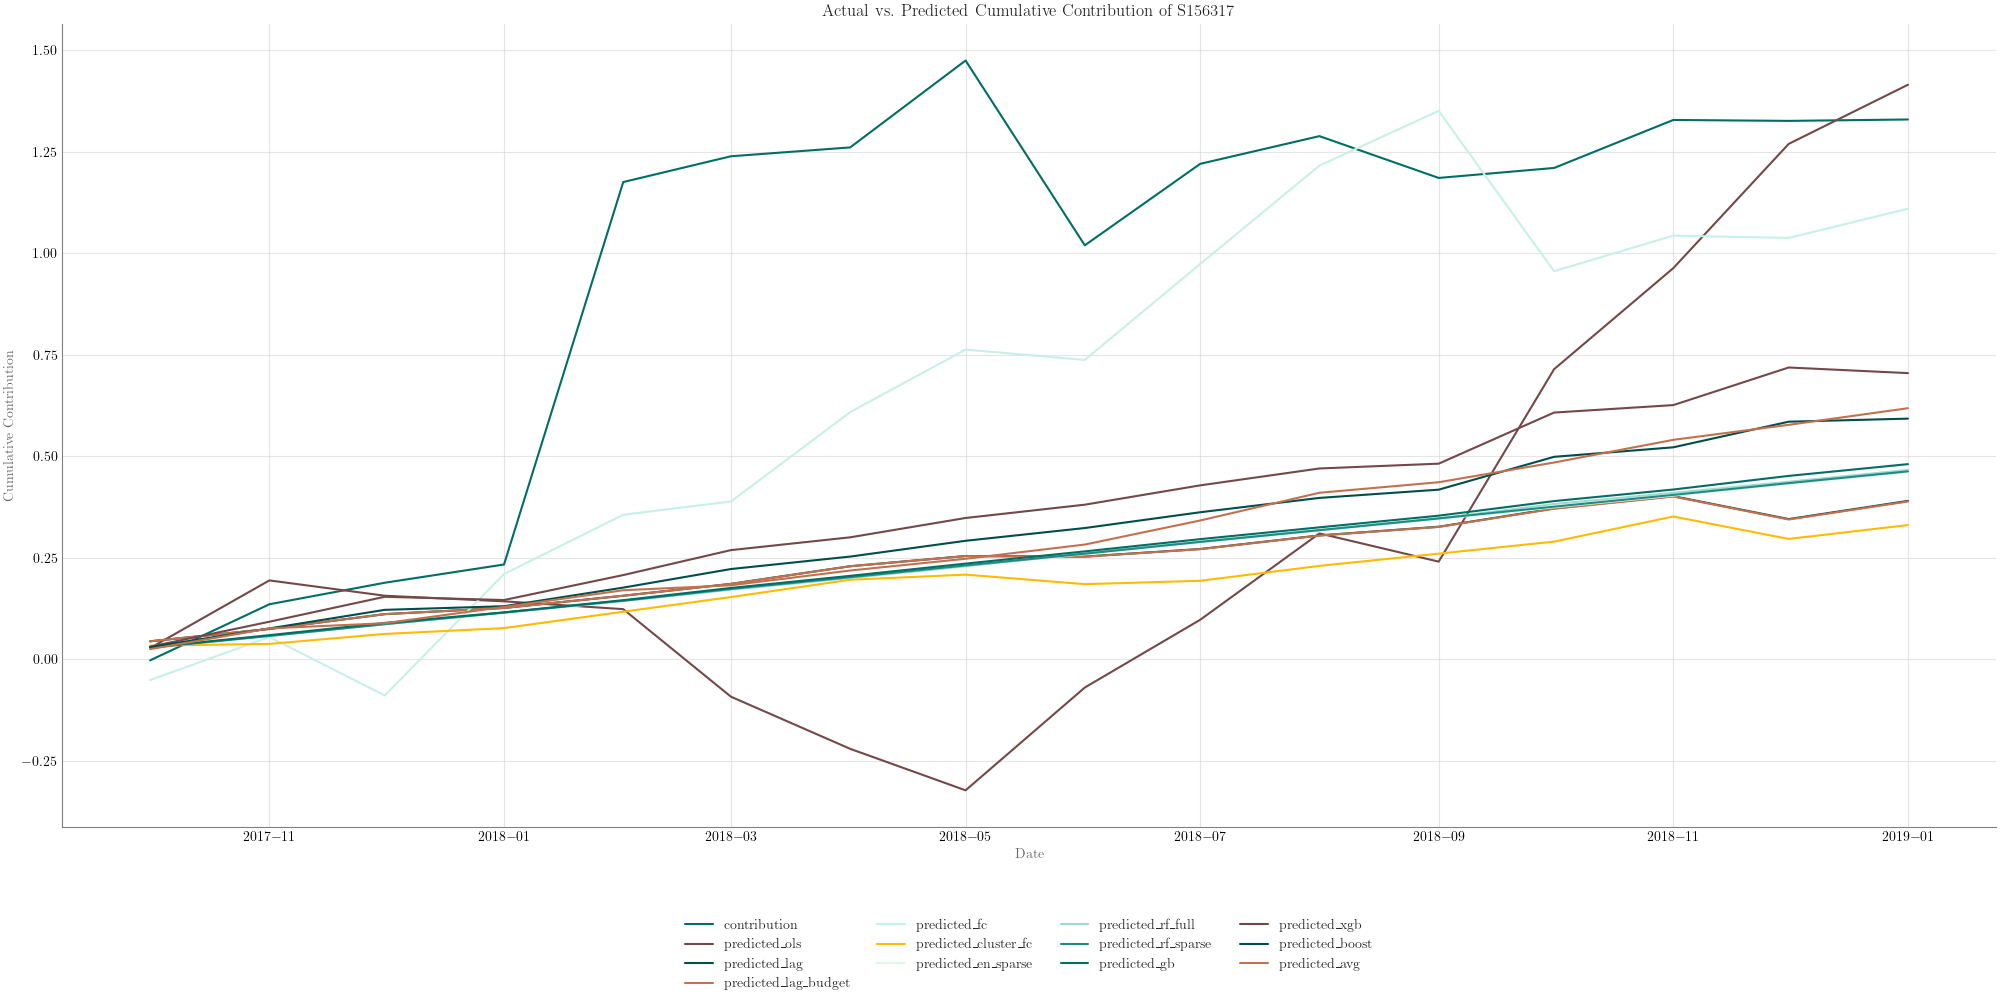 Actual vs. Predicted Cumulative Contribution of S156317
1.50
1.25
1.00
0.75
0.50
0.25
0.00
−0.25
Cumulative Contribution
2017−11
2018−01
2018−03
2018−05
2018−07
2018−09
2018−11
2019−01
Date
contribution
predicted_ols
predicted_lag
predicted_lag_budget
predicted_fc
predicted_cluster_fc
predicted_en_sparse
predicted_rf_full
predicted_rf_sparse
predicted_gb
predicted_xgb
predicted_boost
predicted_avg